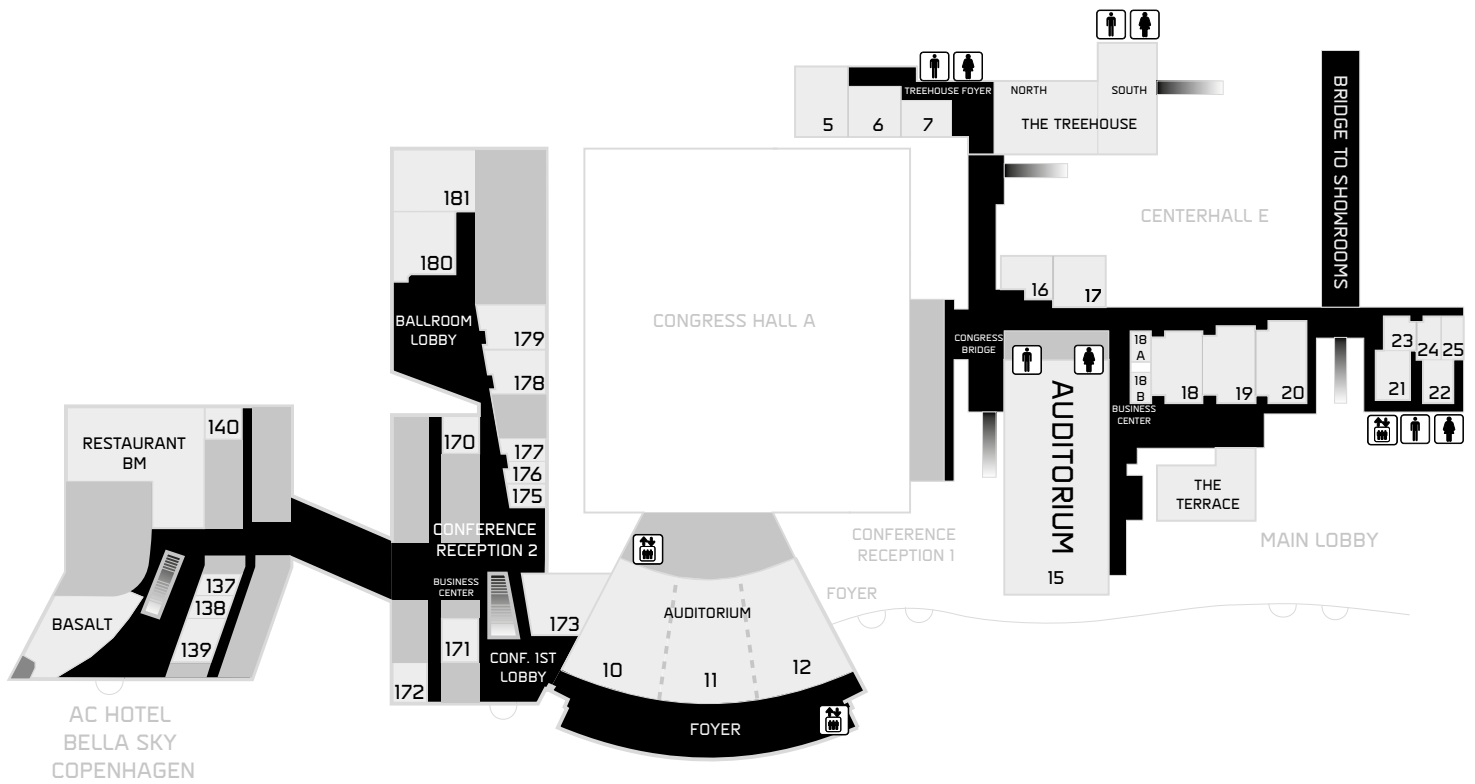 TREEHOUSE FOYER
NORTH
SOUTH
THE TREEHOUSE
5
6
7
BRIDGE TO SHOWROOMS
CENTERHALL E
181
180
BALLROOM
LOBBY
179
178
177
176
175
170
CONGRESS HALL A
16
17
CONGRESS
BRIDGE
18
A
18
B
18
19
20
23
24
25
21
22
BUSINESS
CENTER
AUDITORIUM
15
THE
TERRACE
MAIN LOBBY
RESTAURANT
BM
140
CONFERENCE
RECEPTION 2
CONFERENCE
RECEPTION 1
FOYER
BUSINESS
CENTER
137
138
139
BASALT
171
172
173
CONF. 1ST
LOBBY
AUDITORIUM
10
11
12
FOYER
AC HOTEL
BELLA SKY
COPENHAGEN